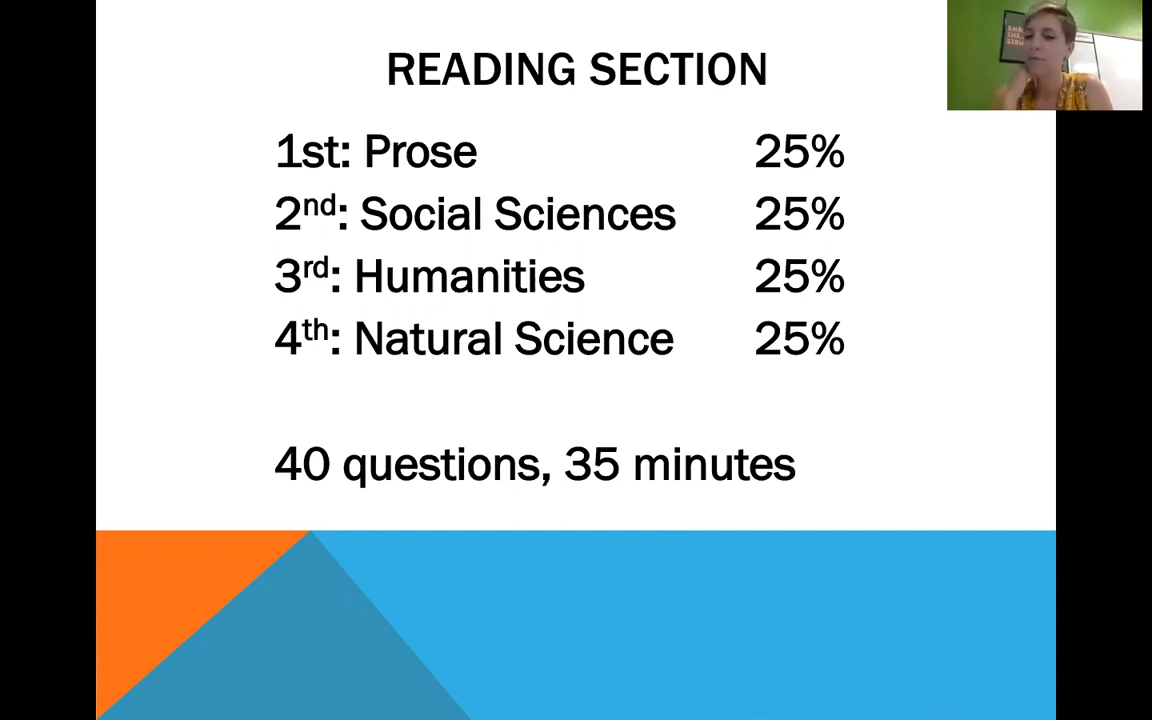 READING SECTION
1st: Prose 25%
2nd: Social Sciences 25%
3rd: Humanities 25%
4th: Natural Science 25%
40 questions, 35 minutes